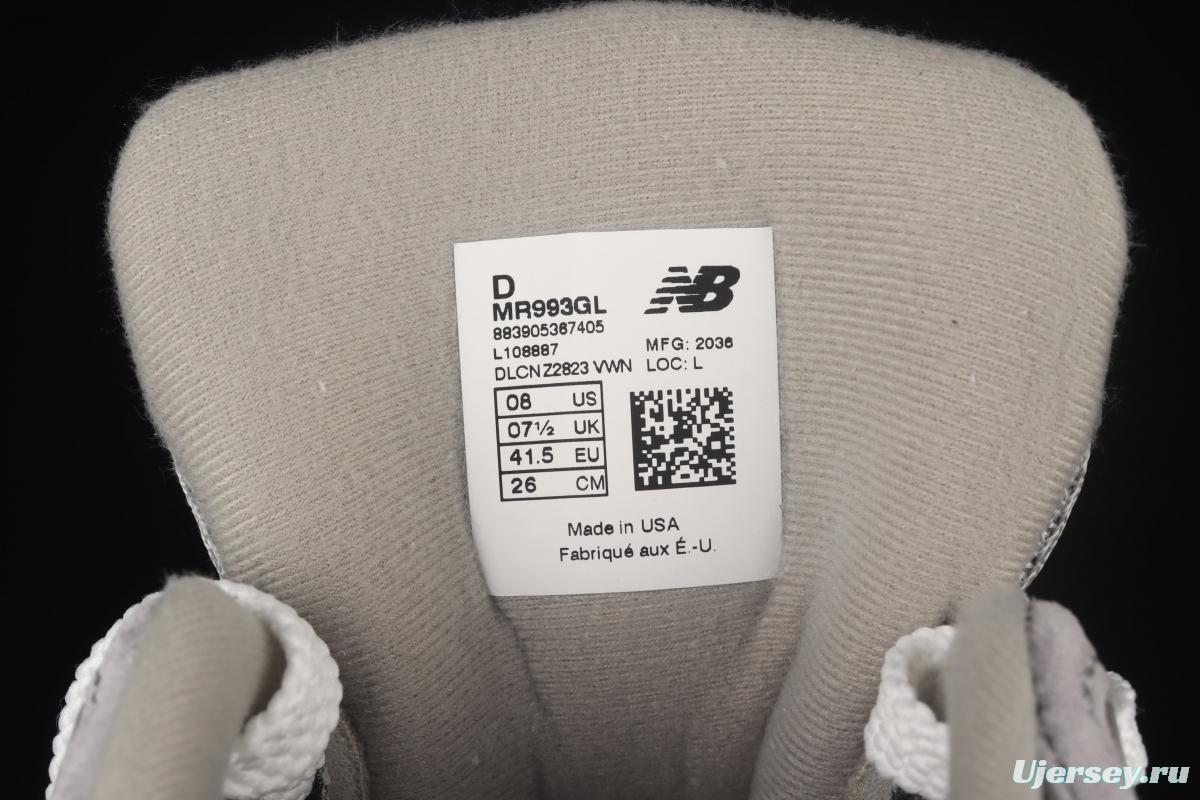 D
NB
MR993GL
883905367405
L108887
MFG: 2036
DLCN Z2823 VWN
LOC: L
08 US
07½ UK
41.5 EU
26 CM
Made in USA
Fabriqué aux É.-U.
Ujersey.ru